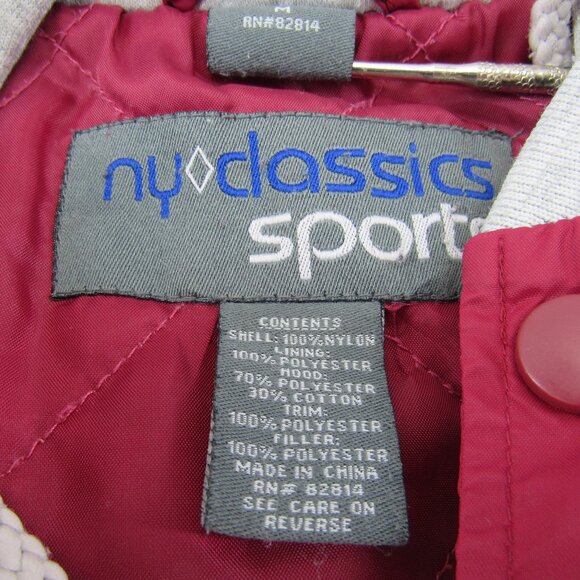 M
RN#82814
ny classics
sports
CONTENTS
SHELL: 100% NYLON
LINING:
100% POLYESTER
HOOD:
70% POLYESTER
30% COTTON
TRIM:
100% POLYESTER
FILLER:
100% POLYESTER
MADE IN CHINA
RN# 82814
SEE CARE ON
REVERSE